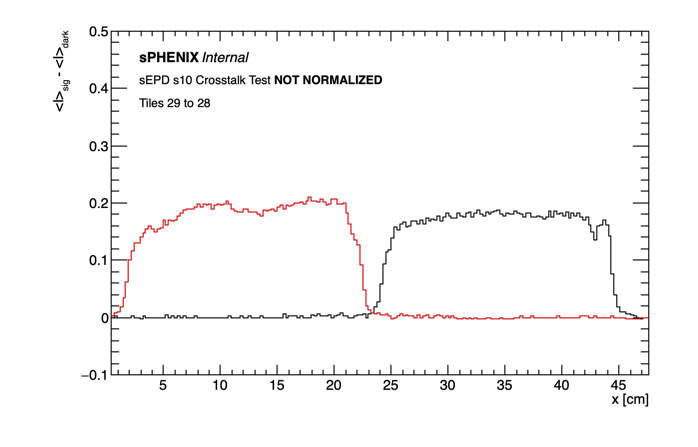 <I>sig - <I>dark
0.5
sPHENIX Internal
sEPD s10 Crosstalk Test NOT NORMALIZED
0.4
Tiles 29 to 28
0.3
0.2
0.1
0
−0.1
5 10 15 20 25 30 35 40 45
x [cm]